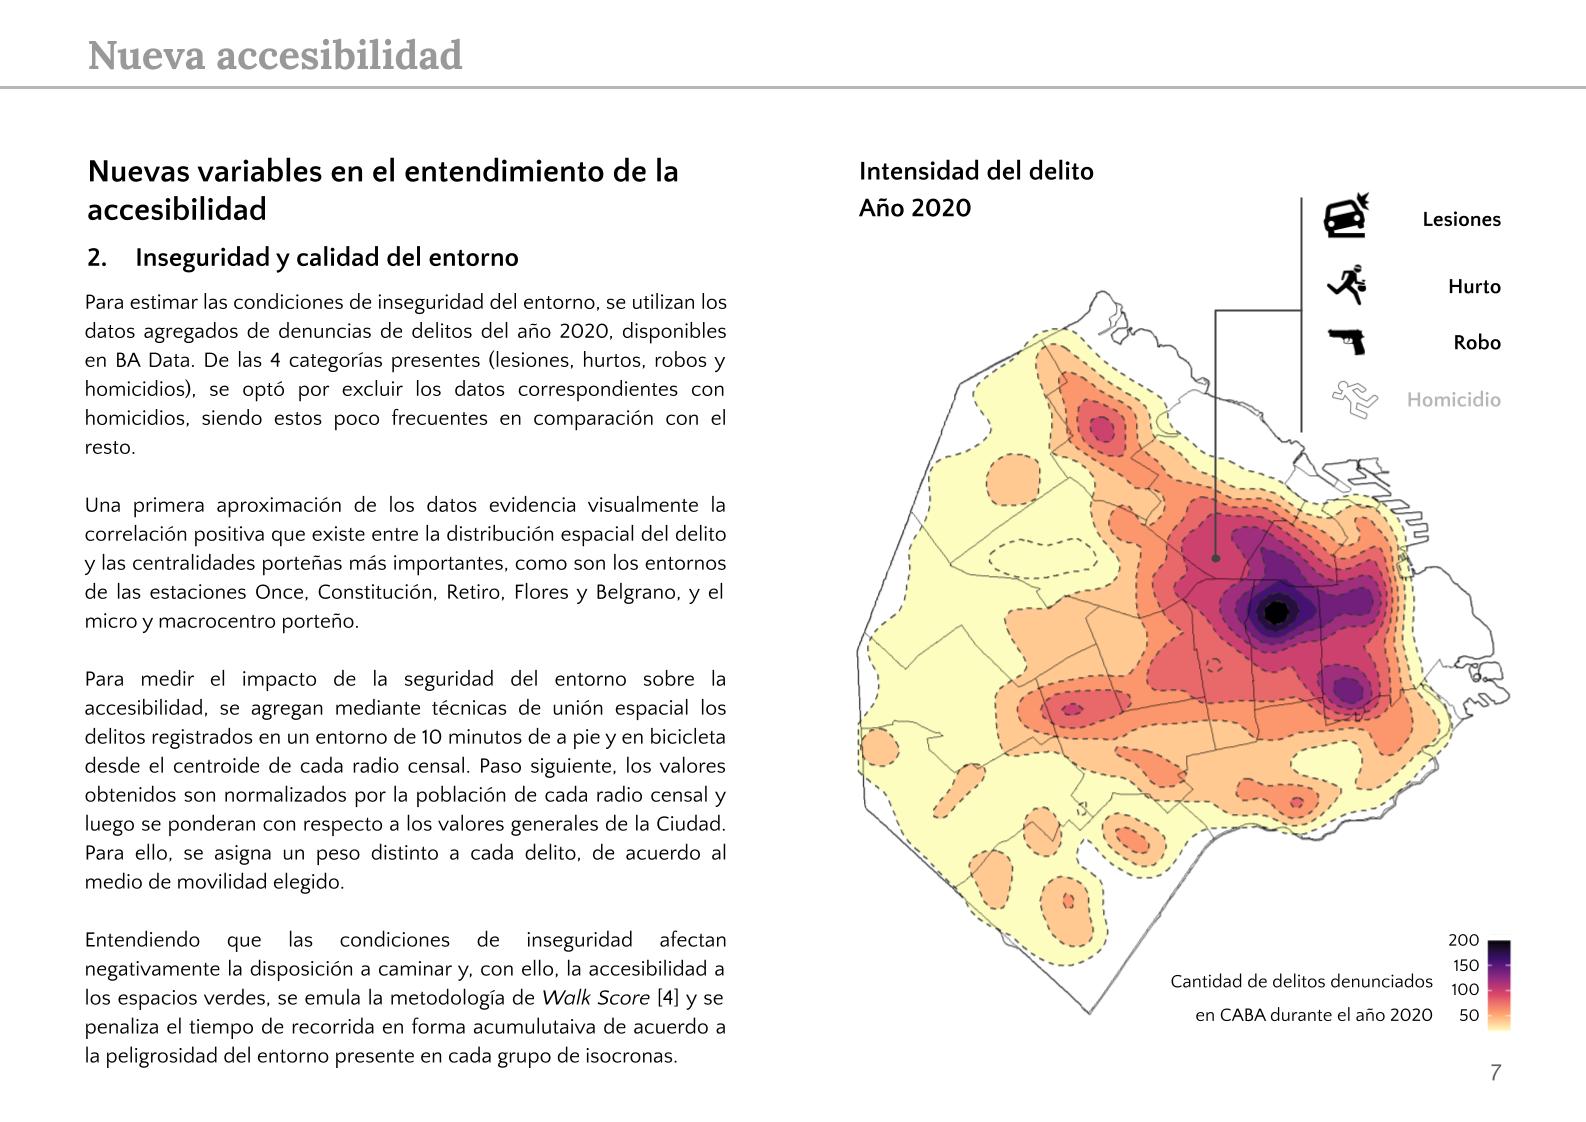 Nueva accesibilidad
Nuevas variables en el entendimiento de la
accesibilidad
2. Inseguridad y calidad del entorno
Para estimar las condiciones de inseguridad del entorno, se utilizan los
datos agregados de denuncias de delitos del año 2020, disponibles
en BA Data. De las 4 categorías presentes (lesiones, hurtos, robos y
homicidios), se optó por excluir los datos correspondientes con
homicidios, siendo estos poco frecuentes en comparación con el
resto.
Una primera aproximación de los datos evidencia visualmente la
correlación positiva que existe entre la distribución espacial del delito
y las centralidades porteñas más importantes, como son los entornos
de las estaciones Once, Constitución, Retiro, Flores y Belgrano, y el
micro y macrocentro porteño.
Para medir el impacto de la seguridad del entorno sobre la
accesibilidad, se agregan mediante técnicas de unión espacial los
delitos registrados en un entorno de 10 minutos de a pie y en bicicleta
desde el centroide de cada radio censal. Paso siguiente, los valores
obtenidos son normalizados por la población de cada radio censal y
luego se ponderan con respecto a los valores generales de la Ciudad.
Para ello, se asigna un peso distinto a cada delito, de acuerdo al
medio de movilidad elegido.
Entendiendo que las condiciones de inseguridad afectan
negativamente la disposición a caminar y, con ello, la accesibilidad a
los espacios verdes, se emula la metodología de Walk Score [4] y se
penaliza el tiempo de recorrida en forma acumulutaiva de acuerdo a
la peligrosidad del entorno presente en cada grupo de isocronas.
Intensidad del delito
Año 2020
Lesiones
Hurto
Robo
Homicidio
Cantidad de delitos denunciados
en CABA durante el año 2020
200
150
100
50
7